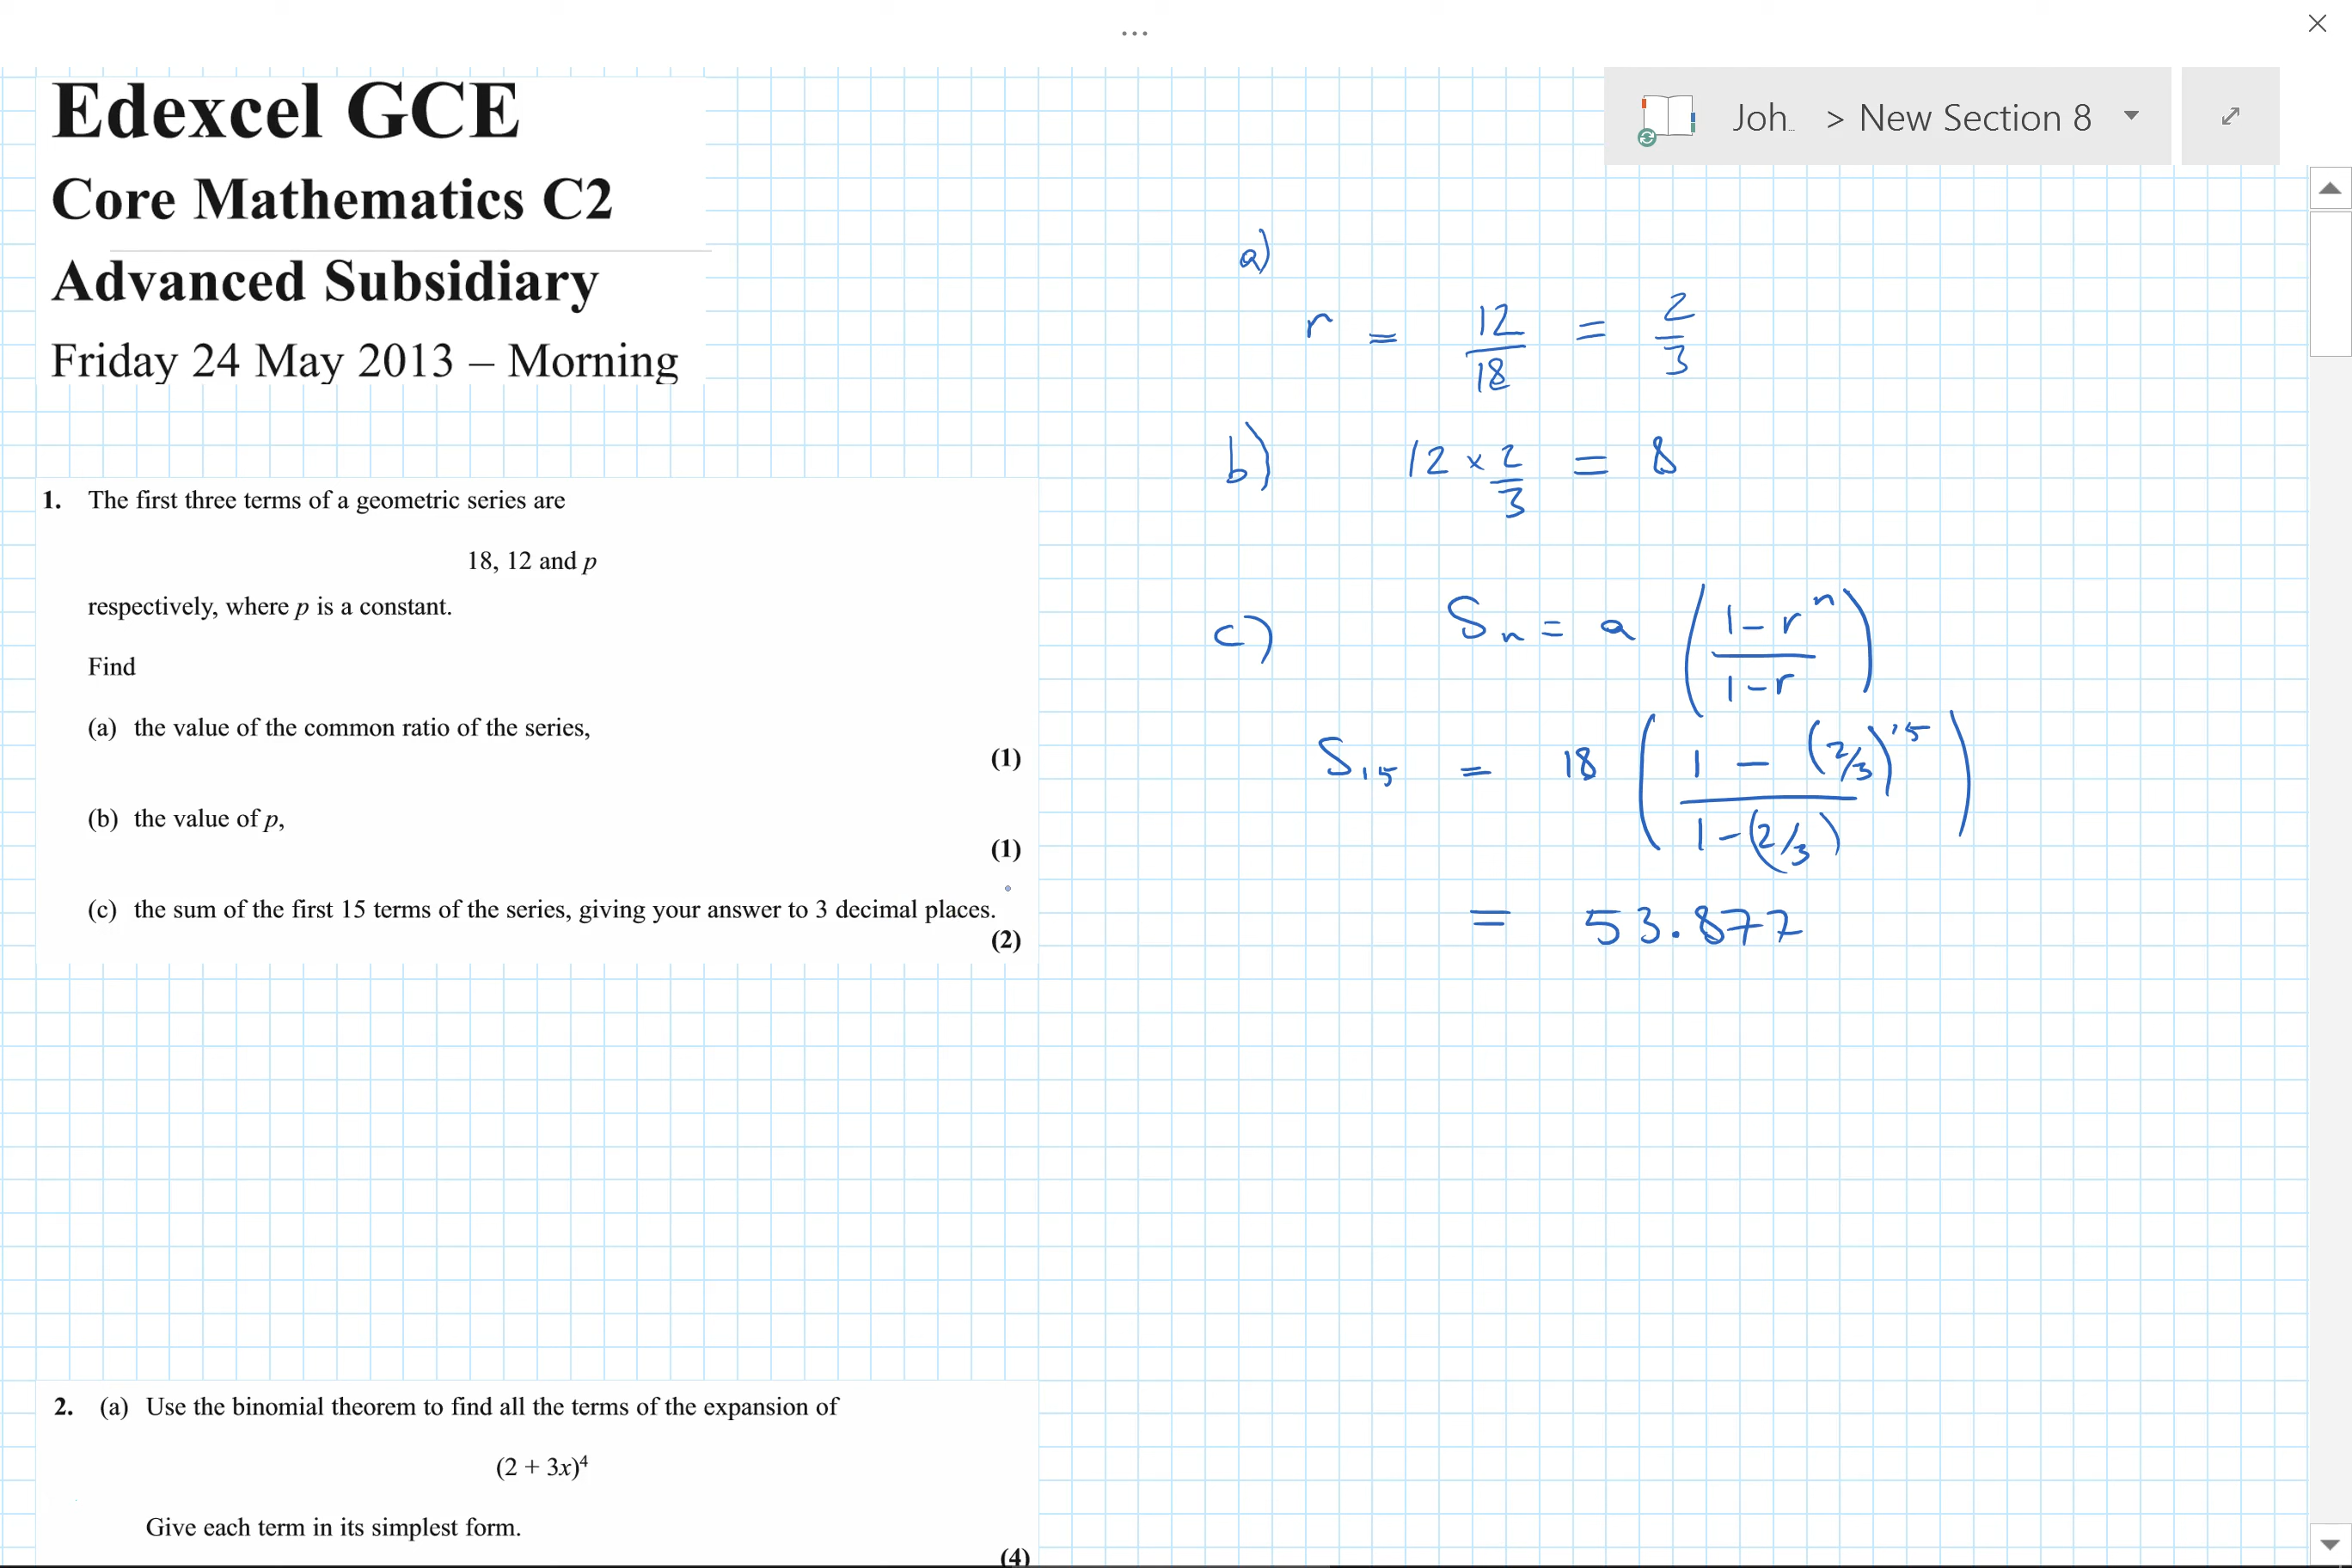 Edexcel GCE
Core Mathematics C2
Advanced Subsidiary
Friday 24 May 2013 – Morning
Joh... > New Section 8
1. The first three terms of a geometric series are
18, 12 and p
respectively, where p is a constant.
Find
(a) the value of the common ratio of the series,
(1)
(b) the value of p,
(1)
(c) the sum of the first 15 terms of the series, giving your answer to 3 decimal places.
(2)
a)
r = 12/18 = 2/3
b) 12 × 2/3 = 8
c) Sn = a ((1 - r^n)/(1 - r))
S15 = 18 ((1 - (2/3)^15)/(1 - (2/3)))
= 53.877
2. (a) Use the binomial theorem to find all the terms of the expansion of
(2 + 3x)⁴
Give each term in its simplest form.
(4)